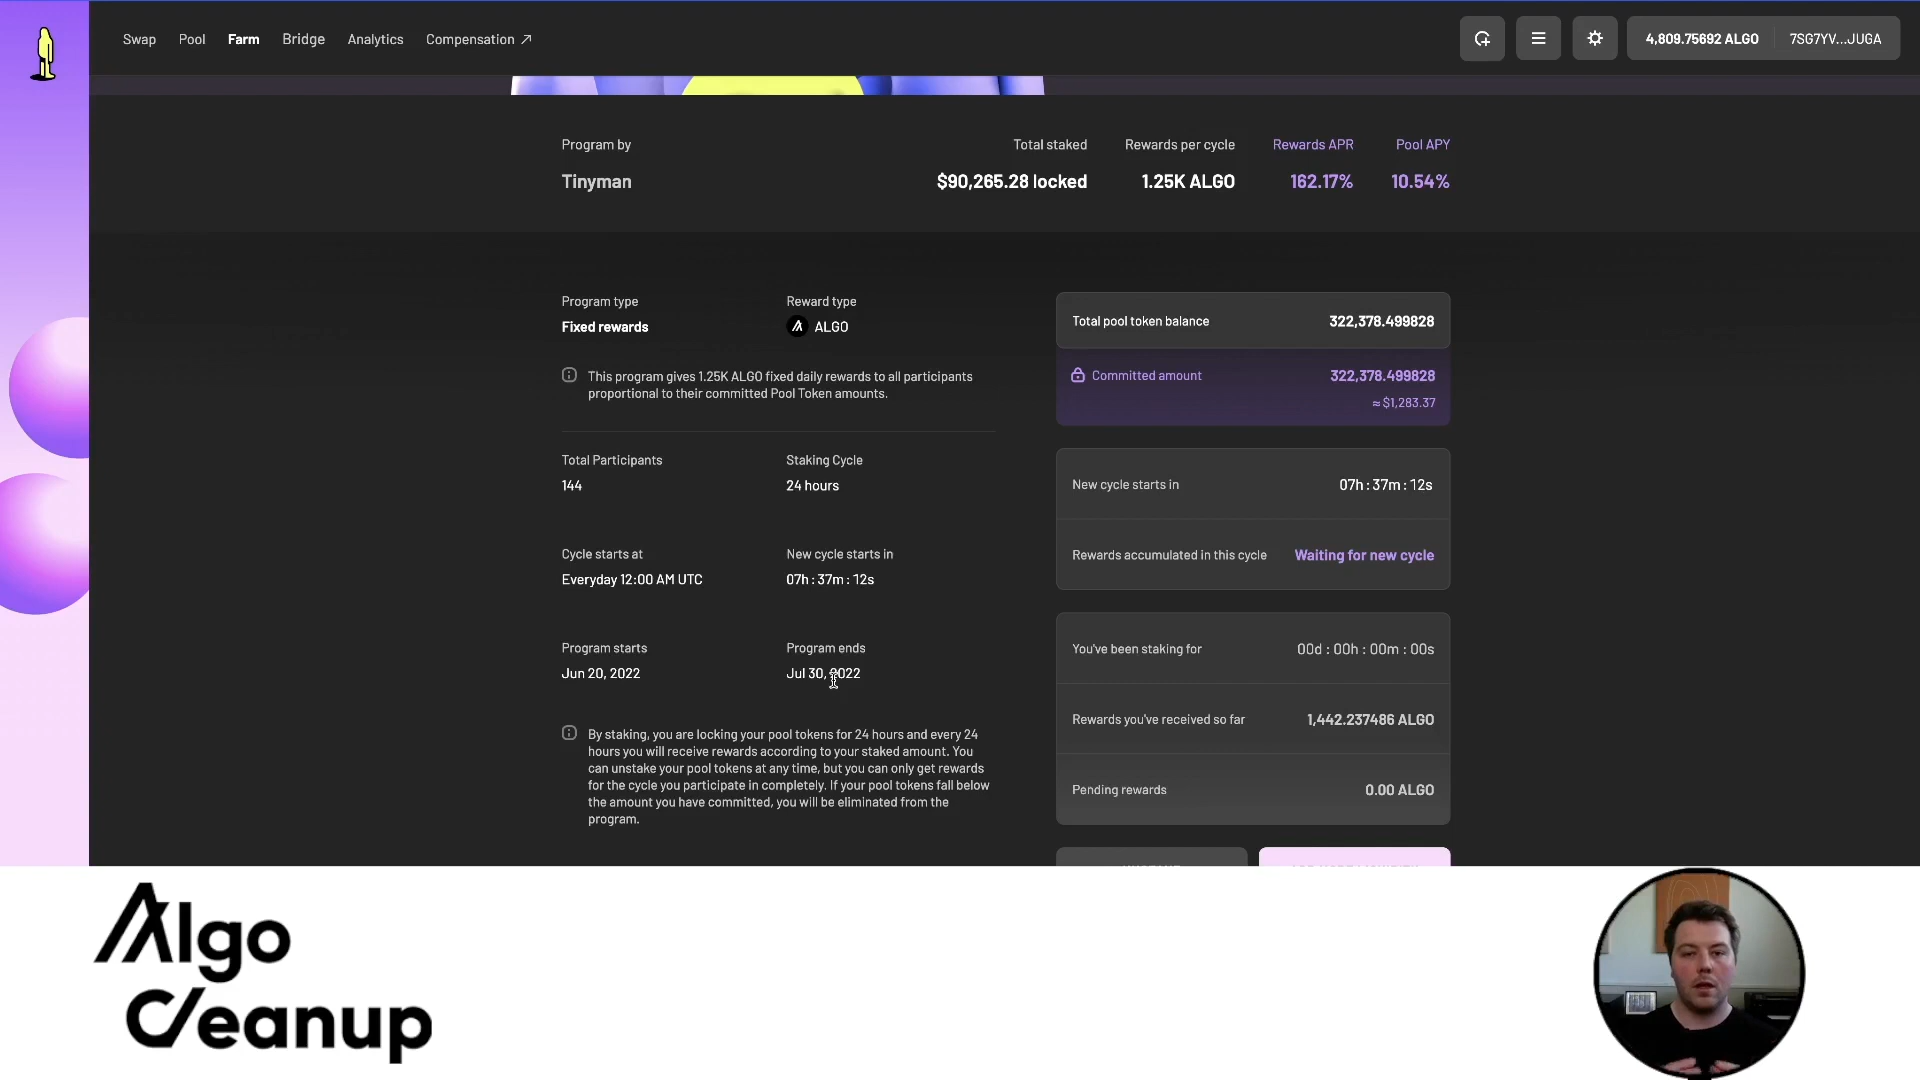 Swap Pool Farm Bridge Analytics Compensation ↗ 4,809.75692 ALGO 7SG7YV...JUGA
Program by
Tinyman
Total staked
$90,265.28 locked
Rewards per cycle
1.25K ALGO
Rewards APR
162.17%
Pool APY
10.54%
Program type
Fixed rewards
Reward type
ALGO
This program gives 1.25K ALGO fixed daily rewards to all participants
proportional to their committed Pool Token amounts.
Total Participants
144
Staking Cycle
24 hours
Cycle starts at
Everyday 12:00 AM UTC
New cycle starts in
07h : 37m : 12s
Program starts
Jun 20, 2022
Program ends
Jul 30, 2022
By staking, you are locking your pool tokens for 24 hours and every 24
hours you will receive rewards according to your staked amount. You
can unstake your pool tokens at any time, but you can only get rewards
for the cycle you participate in completely. If your pool tokens fall below
the amount you have committed, you will be eliminated from the
program.
Total pool token balance 322,378.499828
Committed amount 322,378.499828
≈ $1,283.37
New cycle starts in 07h : 37m : 12s
Rewards accumulated in this cycle Waiting for new cycle
You've been staking for 00d : 00h : 00m : 00s
Rewards you've received so far 1,442.237486 ALGO
Pending rewards 0.00 ALGO
Algo
Cleanup